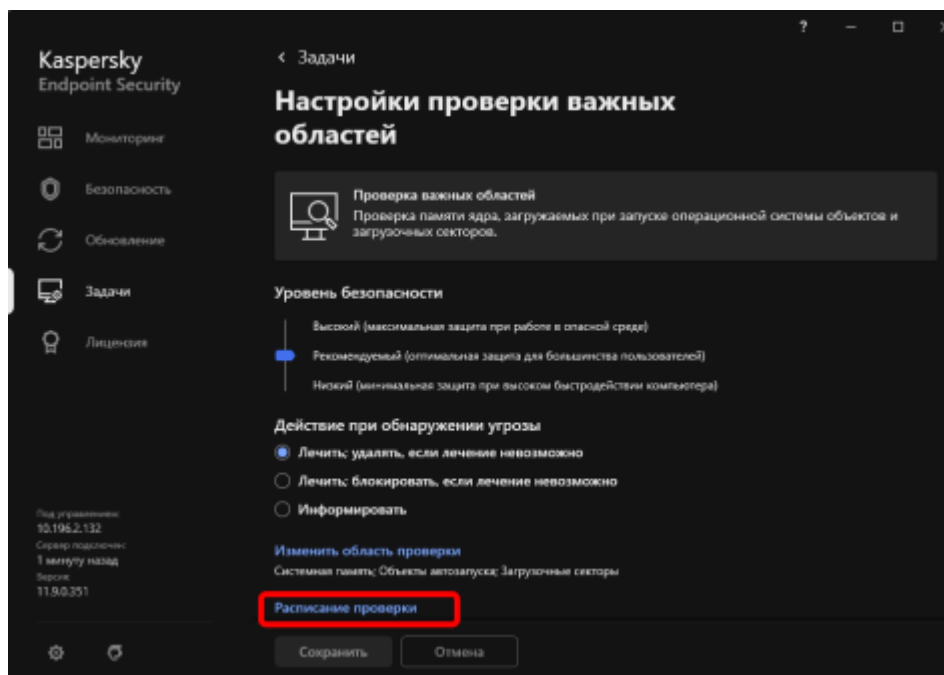 ?
Kaspersky
Endpoint Security
Мониторинг
Безопасность
Обновление
Задачи
Лицензия
Под управлением:
10.196.2.132
Сервер подключен:
1 минуту назад
Версия:
11.9.0.351
< Задачи
Настройки проверки важных
областей
Проверка важных областей
Проверка памяти ядра, загружаемых при запуске операционной системы объектов и
загрузочных секторов.
Уровень безопасности
Высокий (максимальная защита при работе в опасной среде)
Рекомендуемый (оптимальная защита для большинства пользователей)
Низкий (минимальная защита при высоком быстродействии компьютера)
Действие при обнаружении угрозы
Лечить; удалять, если лечение невозможно
Лечить; блокировать, если лечение невозможно
Информировать
Изменить область проверки
Системная память; Объекты автозапуска; Загрузочные секторы
Расписание проверки
Сохранить
Отмена